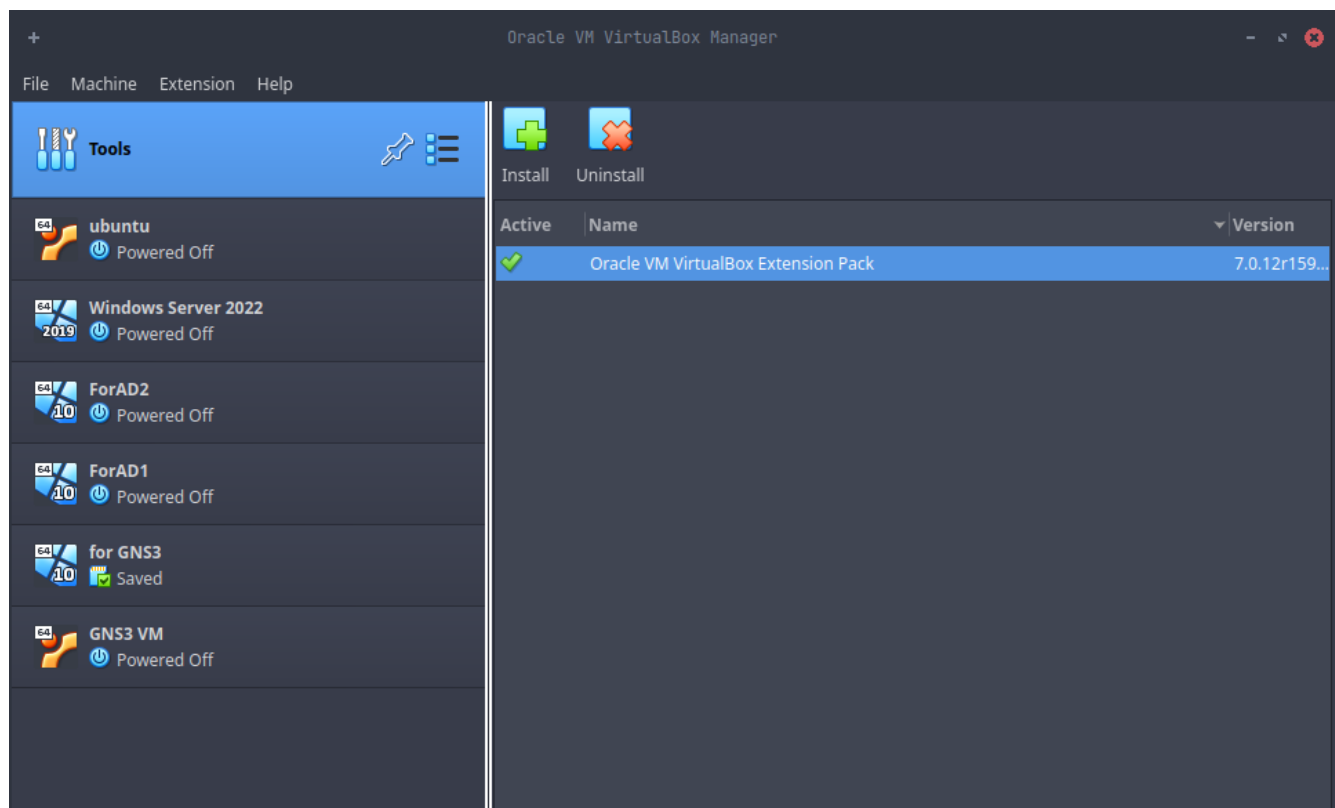 Oracle VM VirtualBox Manager
File Machine Extension Help
Tools
Install Uninstall
Active Name Version
Oracle VM VirtualBox Extension Pack 7.0.12r159...
64 ubuntu
Powered Off
64 2019 Windows Server 2022
Powered Off
64 10 ForAD2
Powered Off
64 10 ForAD1
Powered Off
64 10 for GNS3
Saved
64 GNS3 VM
Powered Off